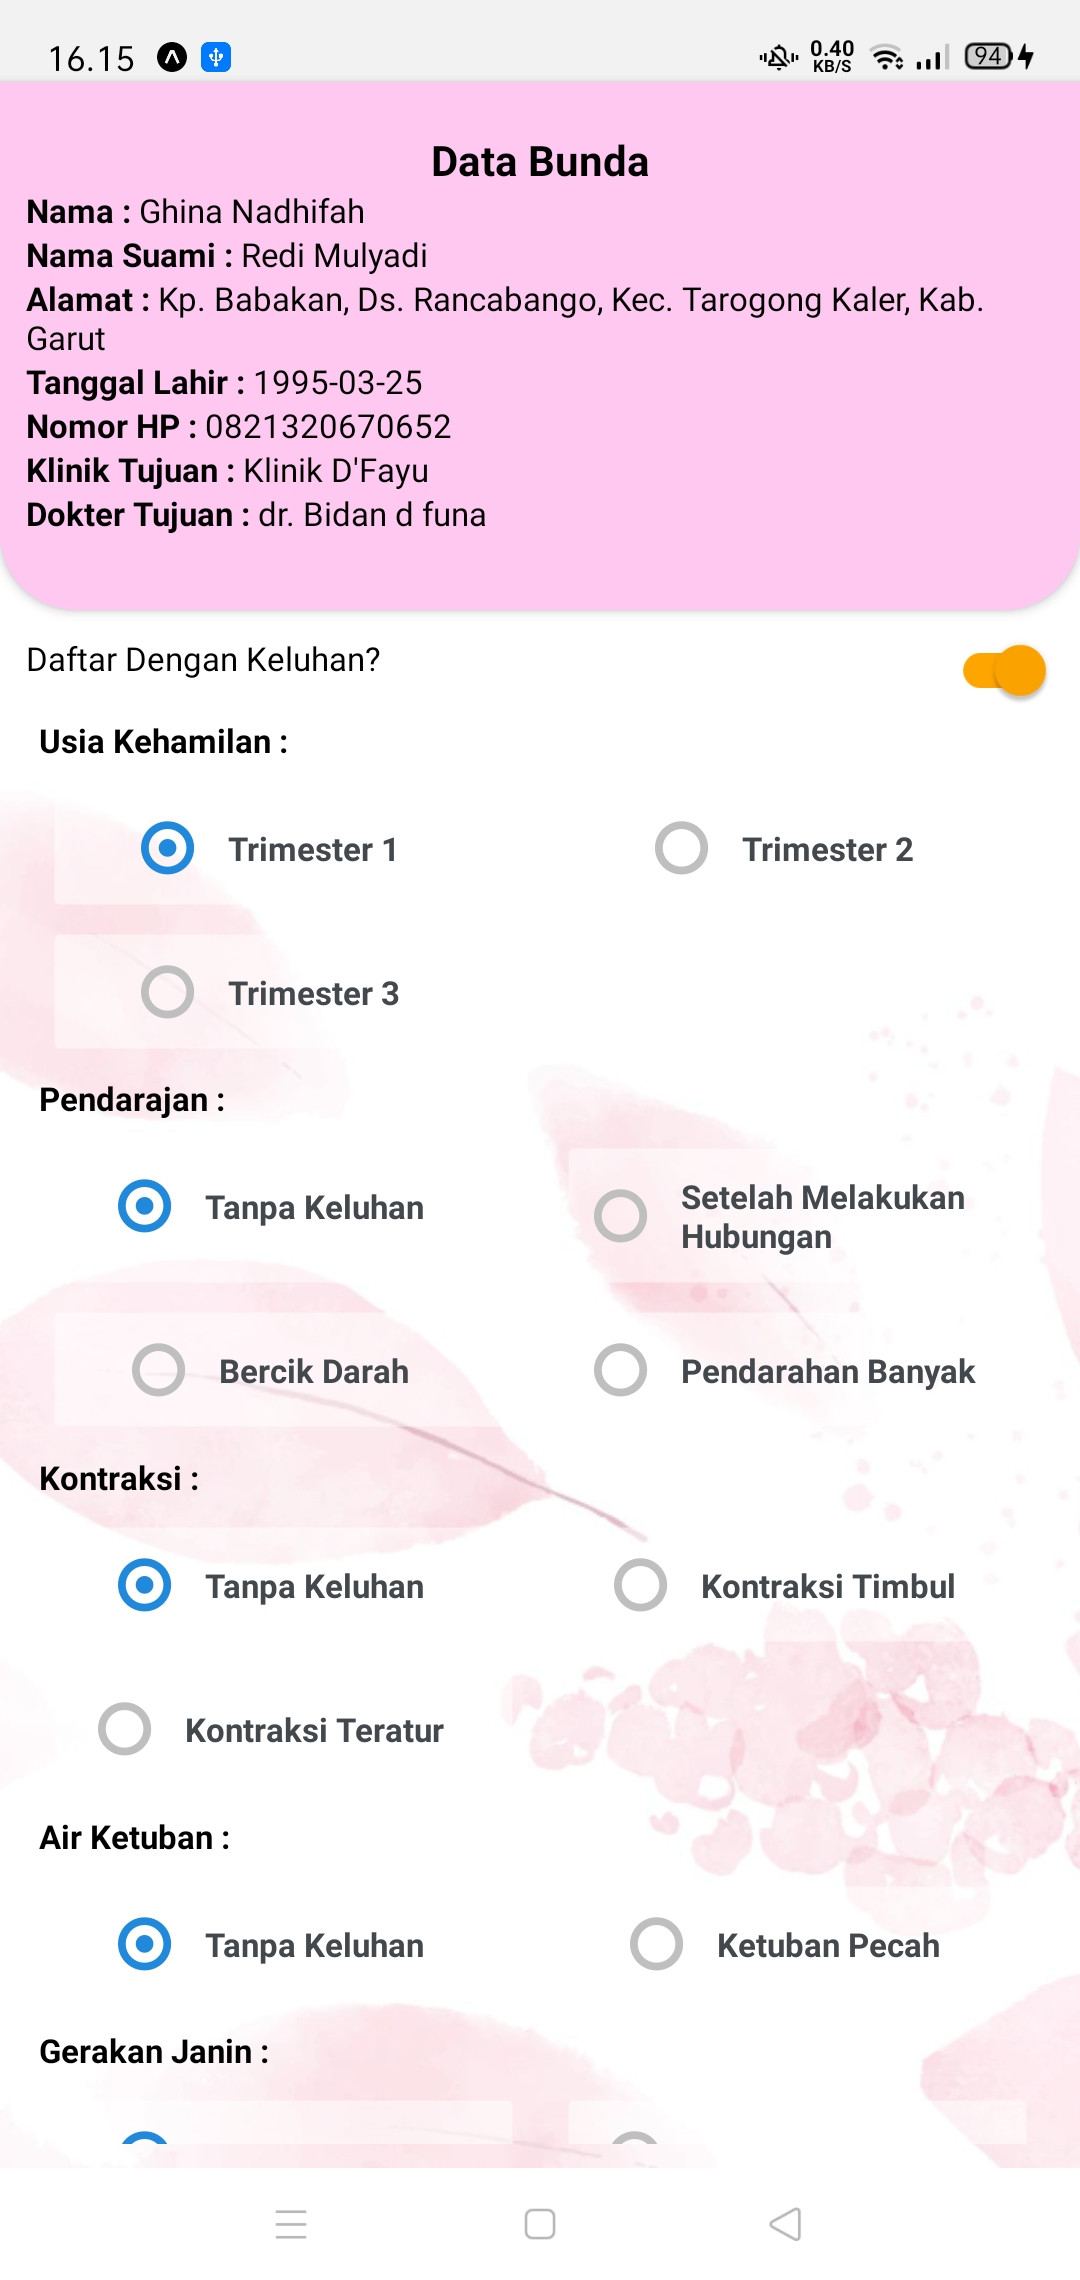 16.15
0.40
KB/S
94
Data Bunda
Nama : Ghina Nadhifah
Nama Suami : Redi Mulyadi
Alamat : Kp. Babakan, Ds. Rancabango, Kec. Tarogong Kaler, Kab.
Garut
Tanggal Lahir : 1995-03-25
Nomor HP : 0821320670652
Klinik Tujuan : Klinik D'Fayu
Dokter Tujuan : dr. Bidan d funa
Daftar Dengan Keluhan?
Usia Kehamilan :
Trimester 1
Trimester 2
Trimester 3
Pendarajan :
Tanpa Keluhan
Setelah Melakukan
Hubungan
Bercik Darah
Pendarahan Banyak
Kontraksi :
Tanpa Keluhan
Kontraksi Timbul
Kontraksi Teratur
Air Ketuban :
Tanpa Keluhan
Ketuban Pecah
Gerakan Janin :